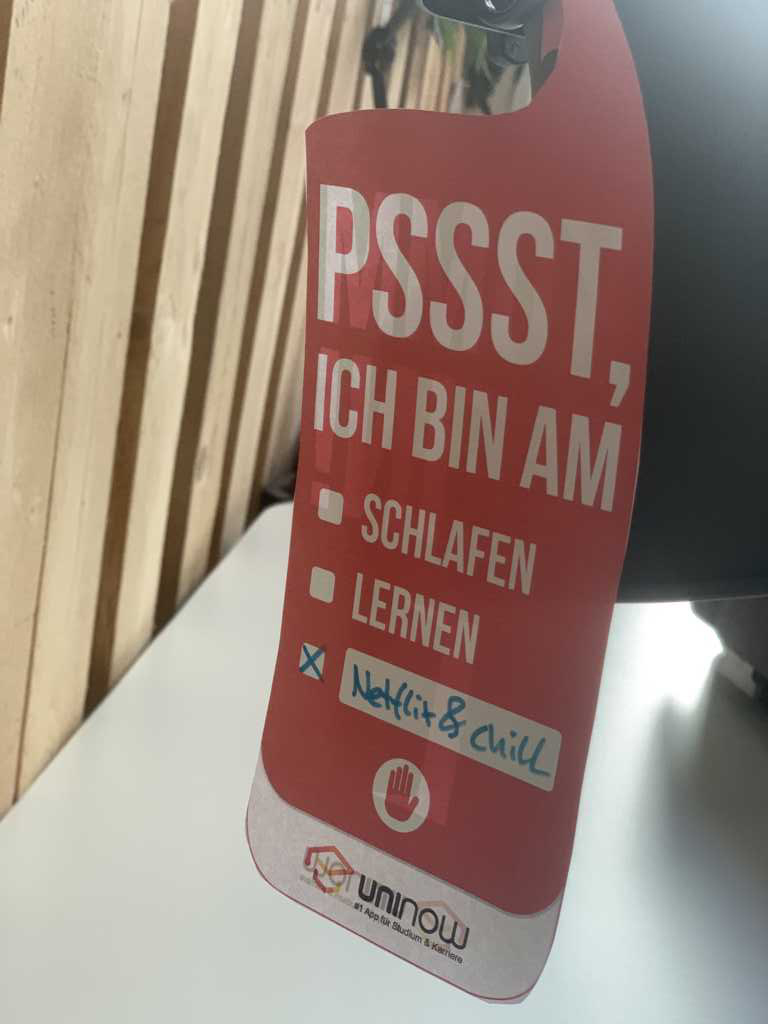 PSSST,
ICH BIN AM
SCHLAFEN
LERNEN
X Netflix & chill
UNINOW
#1 App für Studium & Karriere